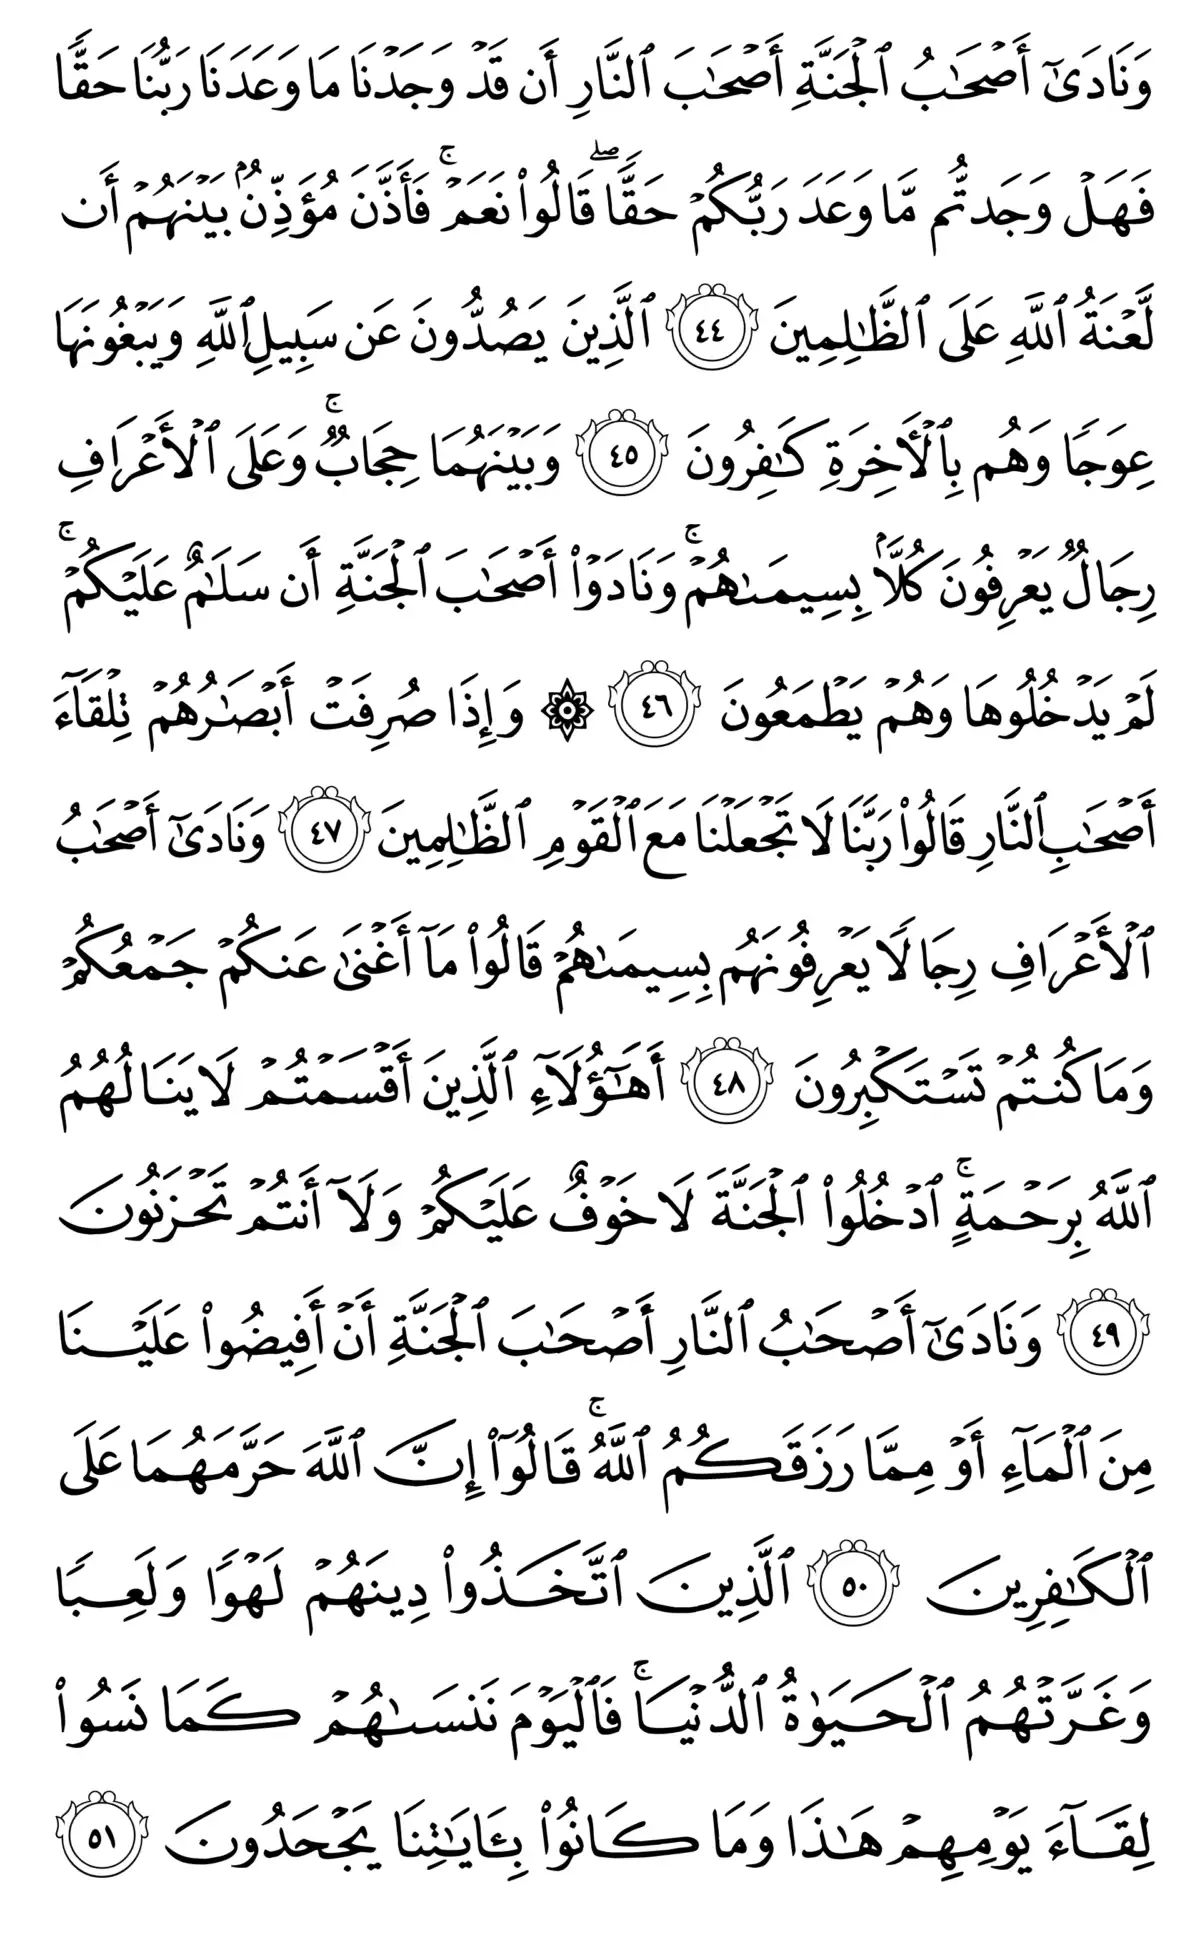 وَنَادَىٰٓ أَصۡحَٰبُ ٱلۡجَنَّةِ أَصۡحَٰبَ ٱلنَّارِ أَن قَدۡ وَجَدۡنَا مَا وَعَدَنَا رَبُّنَا حَقّٗا
فَهَلۡ وَجَدتُّم مَّا وَعَدَ رَبُّكُمۡ حَقّٗاۖ قَالُواْ نَعَمۡۚ فَأَذَّنَ مُؤَذِّنُۢ بَيۡنَهُمۡ أَن
لَّعۡنَةُ ٱللَّهِ عَلَى ٱلظَّٰلِمِينَ ٤٤ ٱلَّذِينَ يَصُدُّونَ عَن سَبِيلِ ٱللَّهِ وَيَبۡغُونَهَا
عِوَجٗا وَهُم بِٱلۡأٓخِرَةِ كَٰفِرُونَ ٤٥ وَبَيۡنَهُمَا حِجَابٞۚ وَعَلَى ٱلۡأَعۡرَافِ
رِجَالٞ يَعۡرِفُونَ كُلَّۢا بِسِيمَىٰهُمۡۚ وَنَادَوۡاْ أَصۡحَٰبَ ٱلۡجَنَّةِ أَن سَلَٰمٌ عَلَيۡكُمۡۚ
لَمۡ يَدۡخُلُوهَا وَهُمۡ يَطۡمَعُونَ ٤٦ ۞ وَإِذَا صُرِفَتۡ أَبۡصَٰرُهُمۡ تِلۡقَآءَ
أَصۡحَٰبِ ٱلنَّارِ قَالُواْ رَبَّنَا لَا تَجۡعَلۡنَا مَعَ ٱلۡقَوۡمِ ٱلظَّٰلِمِينَ ٤٧ وَنَادَىٰٓ أَصۡحَٰبُ
ٱلۡأَعۡرَافِ رِجَالٗا يَعۡرِفُونَهُم بِسِيمَىٰهُمۡ قَالُواْ مَآ أَغۡنَىٰ عَنكُمۡ جَمۡعُكُمۡ
وَمَا كُنتُمۡ تَسۡتَكۡبِرُونَ ٤٨ أَهَٰٓؤُلَآءِ ٱلَّذِينَ أَقۡسَمۡتُمۡ لَا يَنَالُهُمُ
ٱللَّهُ بِرَحۡمَةٍۚ ٱدۡخُلُواْ ٱلۡجَنَّةَ لَا خَوۡفٌ عَلَيۡكُمۡ وَلَآ أَنتُمۡ تَحۡزَنُونَ
٤٩ وَنَادَىٰٓ أَصۡحَٰبُ ٱلنَّارِ أَصۡحَٰبَ ٱلۡجَنَّةِ أَنۡ أَفِيضُواْ عَلَيۡنَا
مِنَ ٱلۡمَآءِ أَوۡ مِمَّا رَزَقَكُمُ ٱللَّهُۚ قَالُوٓاْ إِنَّ ٱللَّهَ حَرَّمَهُمَا عَلَى
ٱلۡكَٰفِرِينَ ٥٠ ٱلَّذِينَ ٱتَّخَذُواْ دِينَهُمۡ لَهۡوٗا وَلَعِبٗا
وَغَرَّتۡهُمُ ٱلۡحَيَوٰةُ ٱلدُّنۡيَاۚ فَٱلۡيَوۡمَ نَنسَىٰهُمۡ كَمَا نَسُواْ
لِقَآءَ يَوۡمِهِمۡ هَٰذَا وَمَا كَانُواْ بِـَٔايَٰتِنَا يَجۡحَدُونَ ٥١